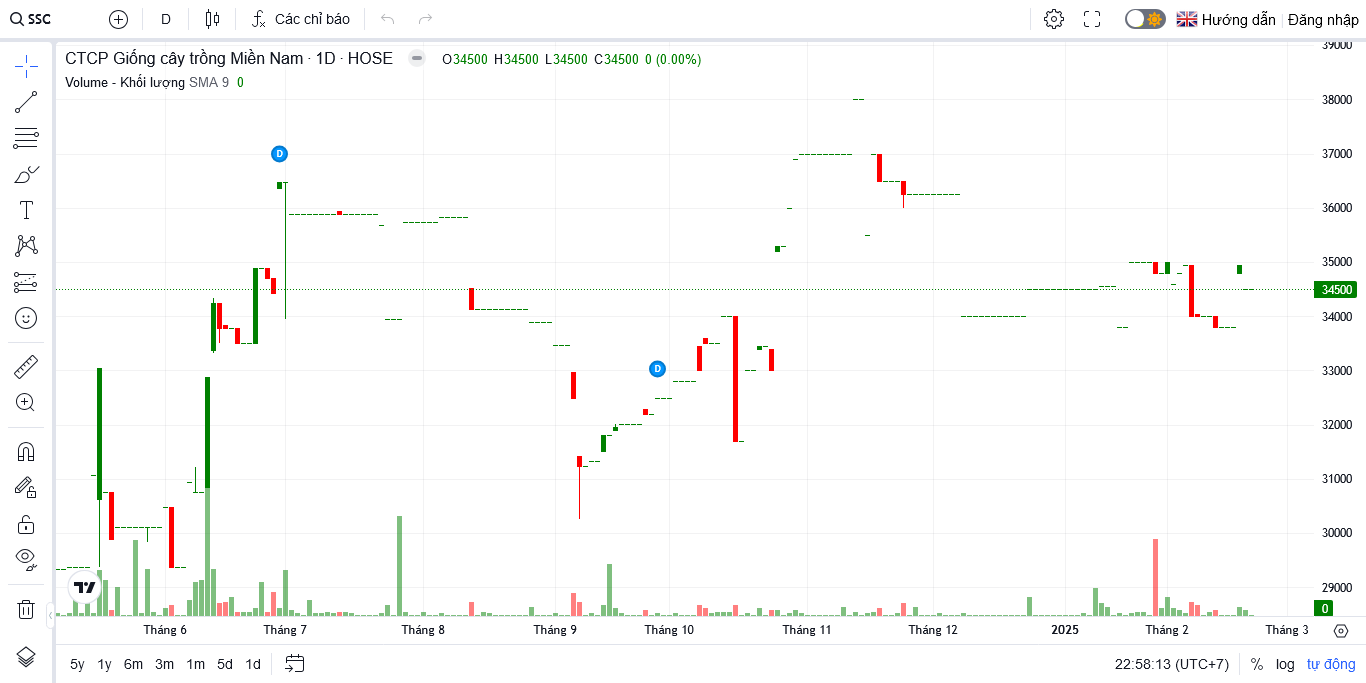 SSC D Các chỉ báo Hướng dẫn Đăng nhập
CTCP Giống cây trồng Miền Nam · 1D · HOSE O34500 H34500 L34500 C34500 0 (0.00%)
Volume - Khối lượng SMA 9 0
39000
38000
37000
36000
35000
34500
34000
33000
32000
31000
30000
29000
0
D
D
Tháng 6 Tháng 7 Tháng 8 Tháng 9 Tháng 10 Tháng 11 Tháng 12 2025 Tháng 2 Tháng 3
5y 1y 6m 3m 1m 5d 1d 22:58:13 (UTC+7) % log tự động